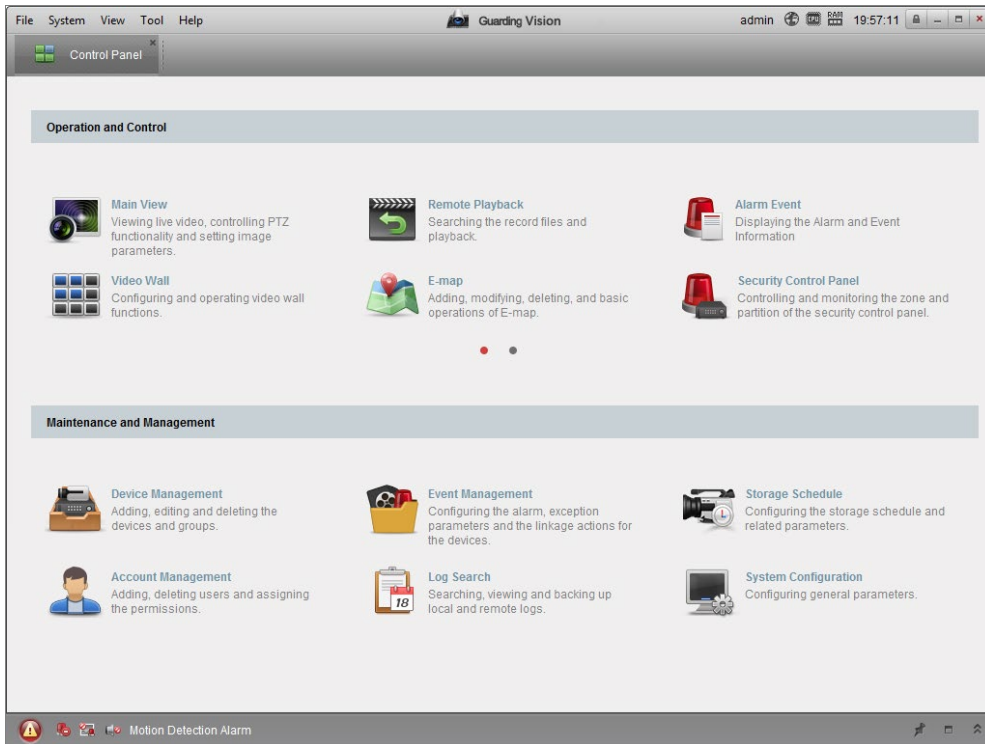 File System View Tool Help Guarding Vision admin CPU RAM 19:57:11
Control Panel
Operation and Control
Main View
Viewing live video, controlling PTZ
functionality and setting image
parameters.
Remote Playback
Searching the record files and
playback.
Alarm Event
Displaying the Alarm and Event
Information
Video Wall
Configuring and operating video wall
functions.
E-map
Adding, modifying, deleting, and basic
operations of E-map.
Security Control Panel
Controlling and monitoring the zone and
partition of the security control panel.
Maintenance and Management
Device Management
Adding, editing and deleting the
devices and groups.
Event Management
Configuring the alarm, exception
parameters and the linkage actions for
the devices.
Storage Schedule
Configuring the storage schedule and
related parameters.
Account Management
Adding, deleting users and assigning
the permissions.
18
Log Search
Searching, viewing and backing up
local and remote logs.
System Configuration
Configuring general parameters.
Motion Detection Alarm